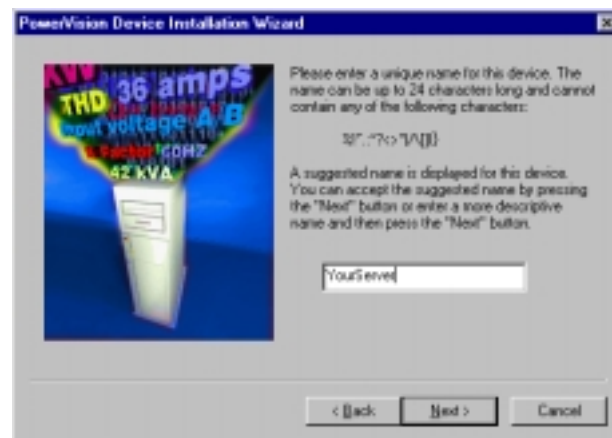 PowerVision Device Installation Wizard
KW 36 amps
THD
Input voltage A/B
K Factor 60HZ
42 KVA
Please enter a unique name for this device. The
name can be up to 24 characters long and cannot
contain any of the following characters:
A suggested name is displayed for this device.
You can accept the suggested name by pressing
the "Next" button or enter a more descriptive
name and then press the "Next" button.
YourServer
< Back
Next >
Cancel